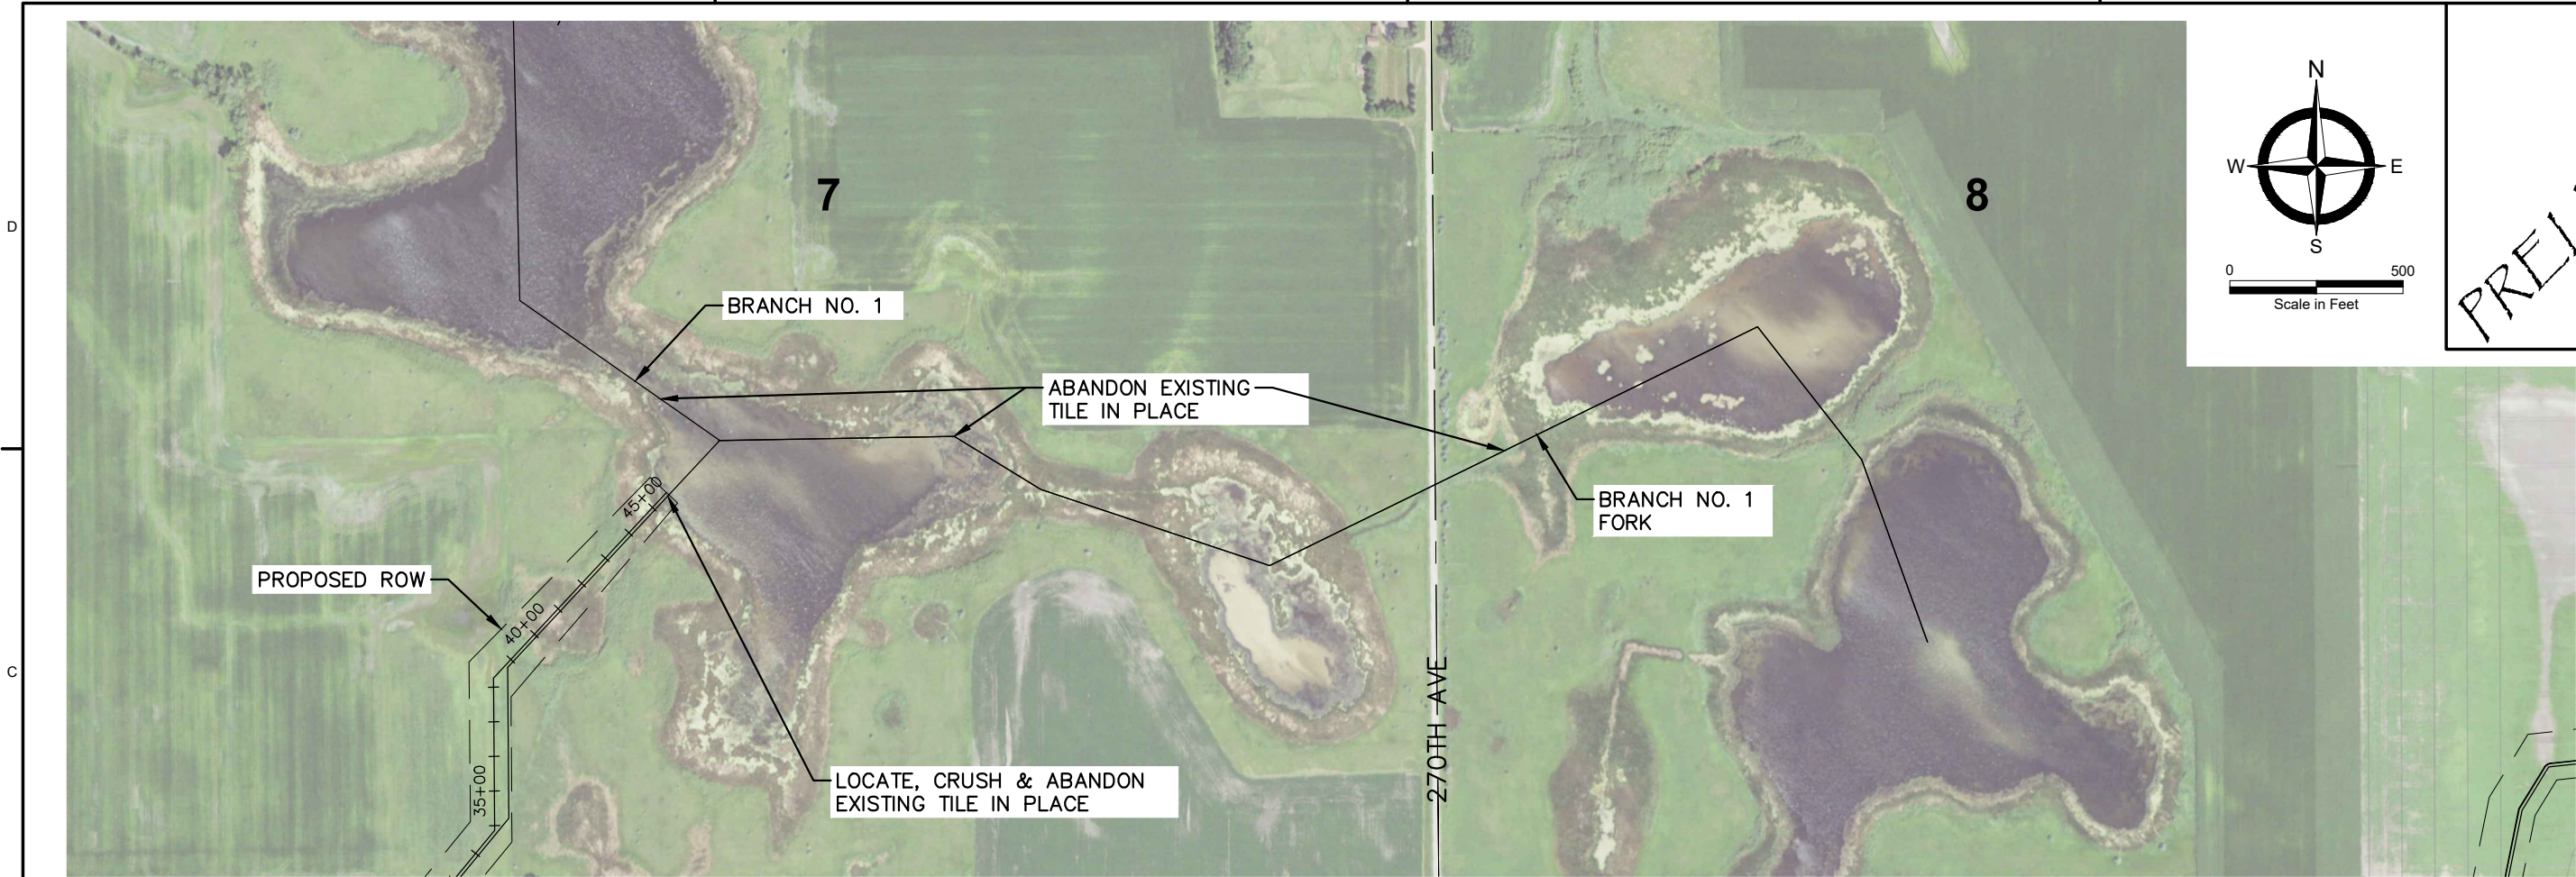 N
W E
S
0 500
Scale in Feet
7
8
D
BRANCH NO. 1
ABANDON EXISTING
TILE IN PLACE
45+00
BRANCH NO. 1
FORK
PROPOSED ROW
40+00
C
270TH AVE
35+00
LOCATE, CRUSH & ABANDON
EXISTING TILE IN PLACE